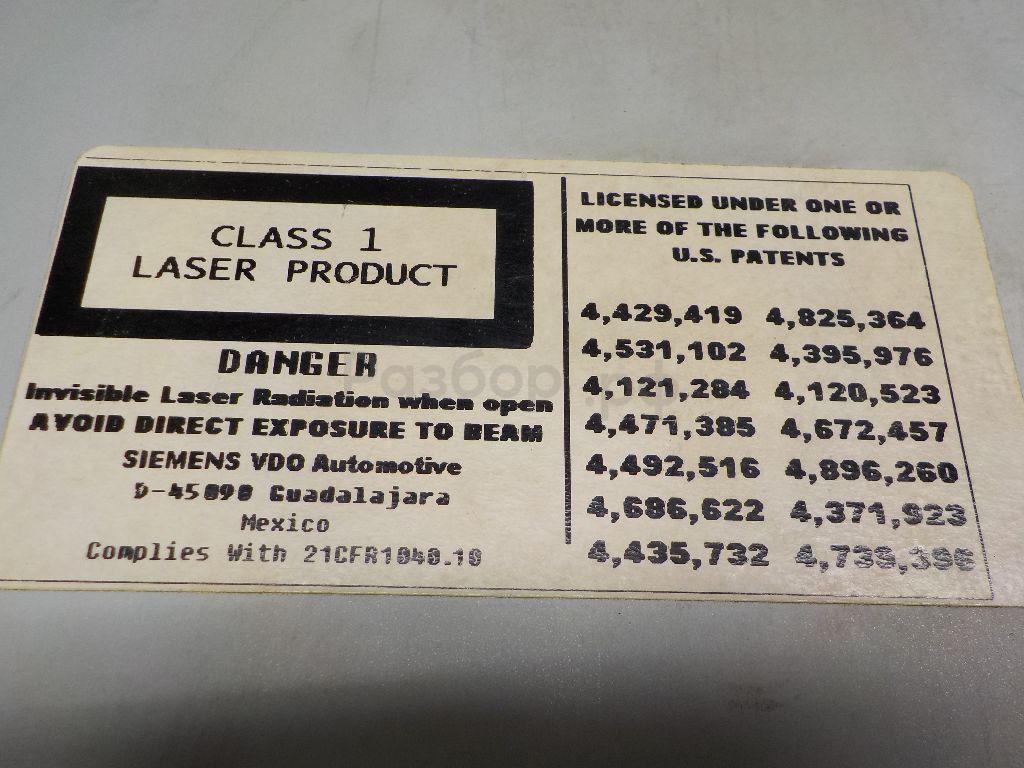 CLASS 1
LASER PRODUCT
DANGER
Invisible Laser Radiation when open
AVOID DIRECT EXPOSURE TO BEAM
SIEMENS VDO Automotive
D-45090 Guadalajara
Mexico
Complies With 21CFR1040.10
LICENSED UNDER ONE OR
MORE OF THE FOLLOWING
U.S. PATENTS
4,429,419 4,825,364
4,531,102 4,395,976
4,121,284 4,120,523
4,471,385 4,672,457
4,492,516 4,896,260
4,686,622 4,371,923
4,435,732 4,739,396